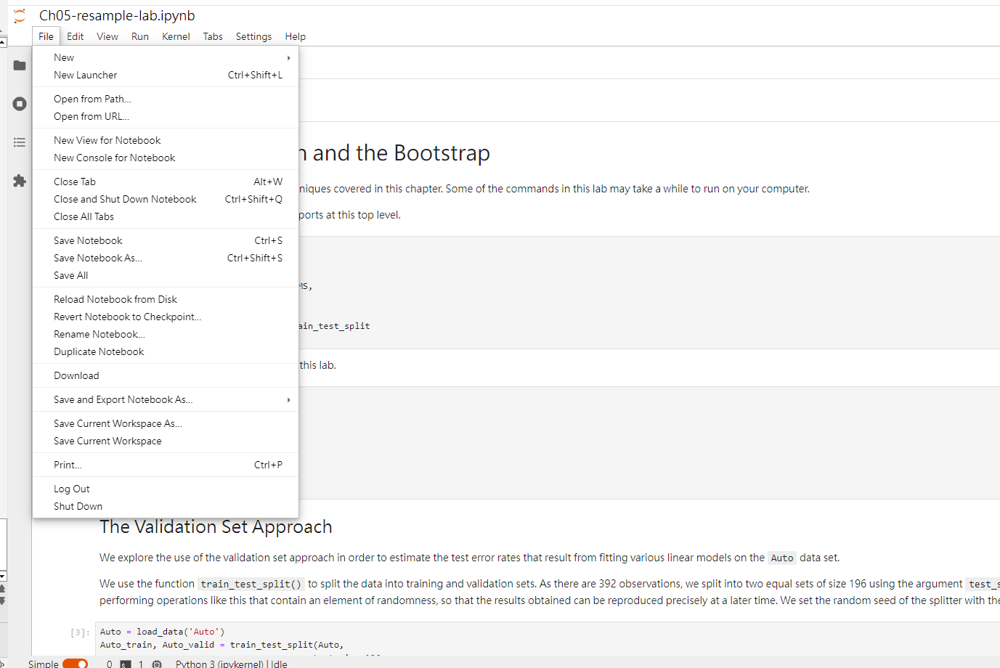 Ch05-resample-lab.ipynb
File Edit View Run Kernel Tabs Settings Help
New
New Launcher Ctrl+Shift+L
Open from Path...
Open from URL...
New View for Notebook
New Console for Notebook
Close Tab Alt+W
Close and Shut Down Notebook Ctrl+Shift+Q
Close All Tabs
Save Notebook Ctrl+S
Save Notebook As... Ctrl+Shift+S
Save All
Reload Notebook from Disk
Revert Notebook to Checkpoint...
Rename Notebook...
Duplicate Notebook
Download
Save and Export Notebook As...
Save Current Workspace As...
Save Current Workspace
Print... Ctrl+P
Log Out
Shut Down
and the Bootstrap
niques covered in this chapter. Some of the commands in this lab may take a while to run on your computer.
ports at this top level.
ain_test_split
this lab.
The Validation Set Approach
We explore the use of the validation set approach in order to estimate the test error rates that result from fitting various linear models on the Auto data set.
We use the function train_test_split() to split the data into training and validation sets. As there are 392 observations, we split into two equal sets of size 196 using the argument test_s
performing operations like this that contain an element of randomness, so that the results obtained can be reproduced precisely at a later time. We set the random seed of the splitter with the
[3]: Auto = load_data('Auto')
Auto_train, Auto_valid = train_test_split(Auto,
Simple 0 1 Python 3 (ipykernel) | Idle